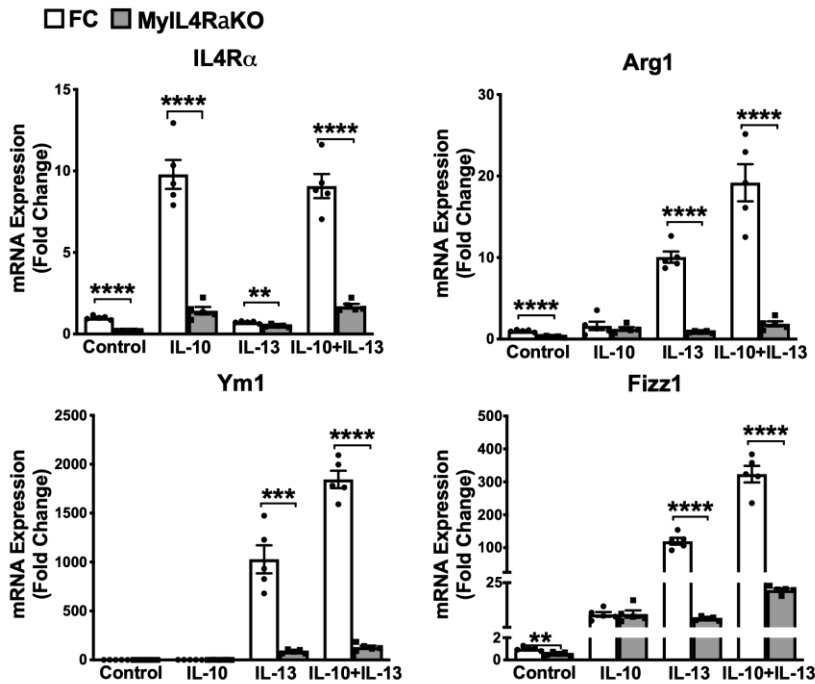 FC MyIL4RaKO
IL4Rα
mRNA Expression
(Fold Change)
15
10
5
0
****
****
**
****
Control IL-10 IL-13 IL-10+IL-13
Arg1
mRNA Expression
(Fold Change)
30
20
10
0
****
****
****
Control IL-10 IL-13 IL-10+IL-13
Ym1
mRNA Expression
(Fold Change)
2500
2000
1500
1000
500
0
***
****
Control IL-10 IL-13 IL-10+IL-13
Fizz1
mRNA Expression
(Fold Change)
500
400
300
200
100
25
2
0
**
****
****
Control IL-10 IL-13 IL-10+IL-13